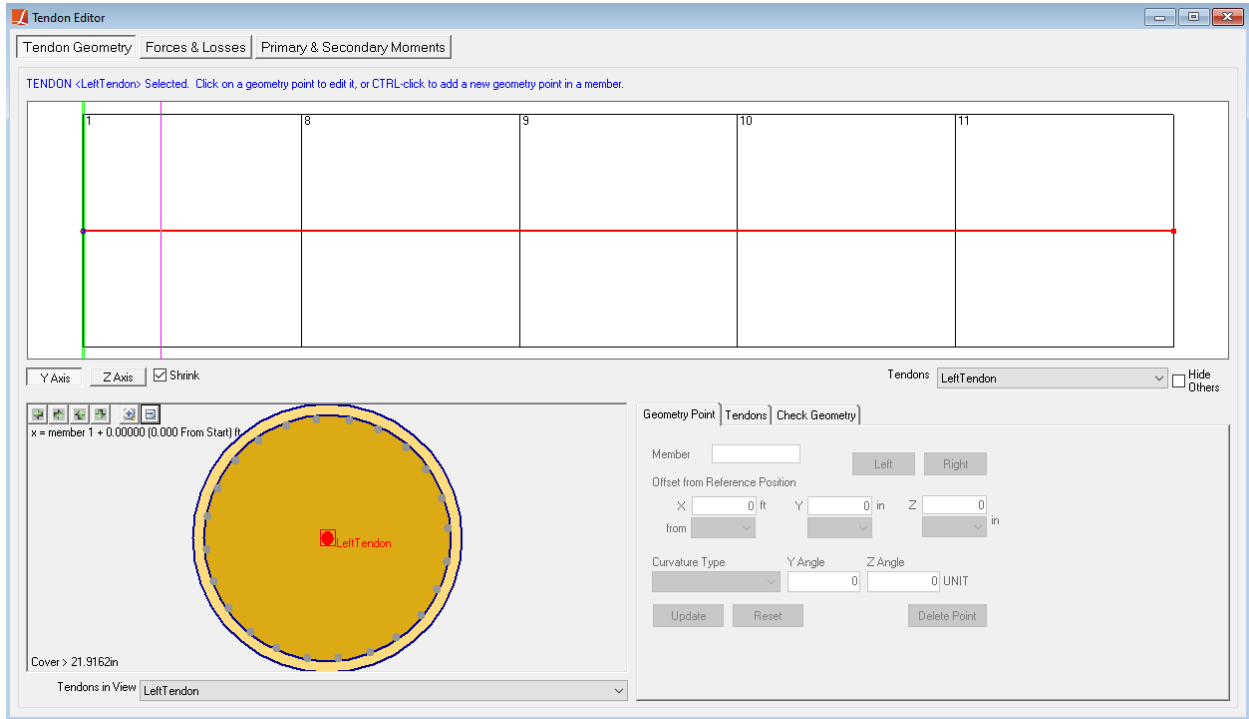 Tendon Editor
Tendon Geometry Forces & Losses Primary & Secondary Moments
TENDON <LeftTendon> Selected. Click on a geometry point to edit it, or CTRL-click to add a new geometry point in a member.
1 8 9 10 11
Y Axis Z Axis Shrink Tendons LeftTendon Hide
Others
x = member 1 + 0.00000 (0.000 From Start) ft
LeftTendon
Cover > 21.9162in
Tendons in View LeftTendon
Geometry Point Tendons Check Geometry
Member Left Right
Offset from Reference Position
X 0 ft Y 0 in Z 0
from in
Curvature Type Y Angle Z Angle
0 0 UNIT
Update Reset Delete Point